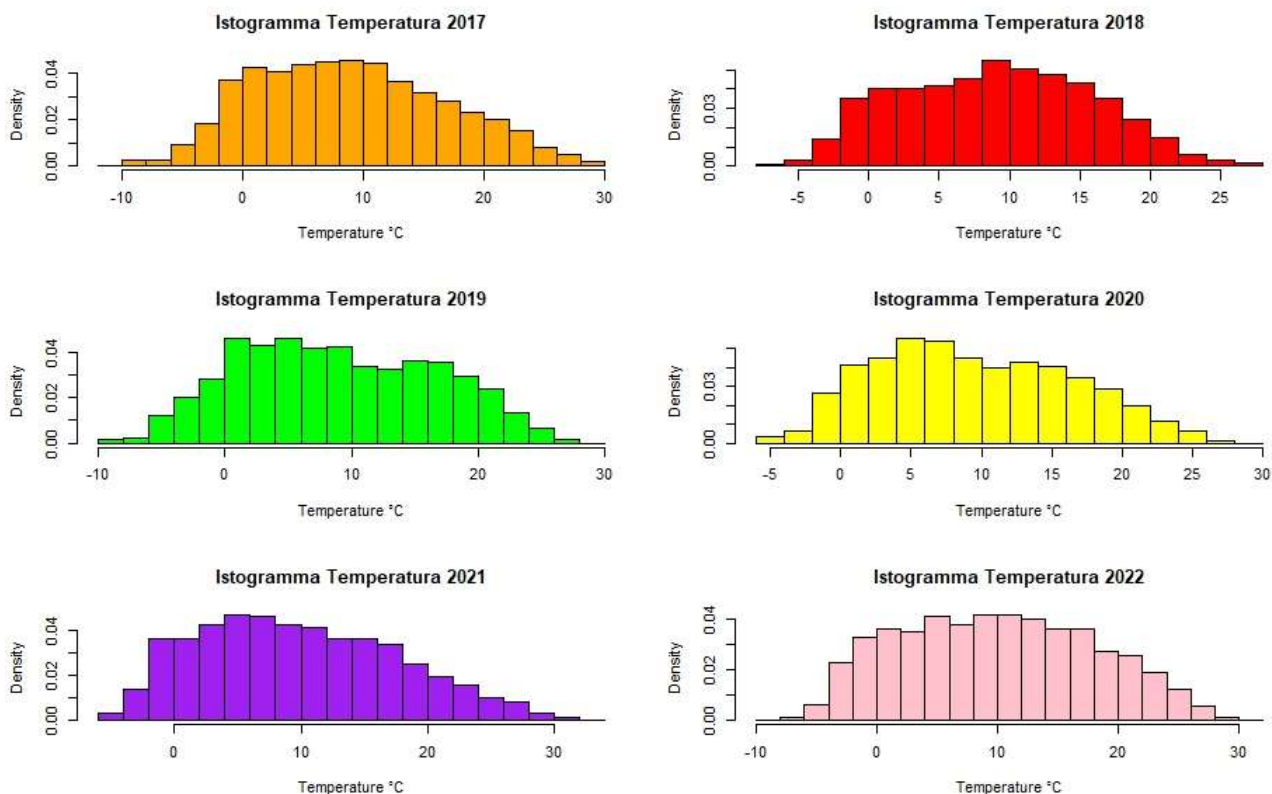 Istogramma Temperatura 2017
Density
0.00 0.02 0.04
-10 0 10 20 30
Temperature °C
Istogramma Temperatura 2018
Density
0.00 0.03
-5 0 5 10 15 20 25
Temperature °C
Istogramma Temperatura 2019
Density
0.00 0.02 0.04
-10 0 10 20 30
Temperature °C
Istogramma Temperatura 2020
Density
0.00 0.03
-5 0 5 10 15 20 25 30
Temperature °C
Istogramma Temperatura 2021
Density
0.00 0.02 0.04
0 10 20 30
Temperature °C
Istogramma Temperatura 2022
Density
0.00 0.02 0.04
-10 0 10 20 30
Temperature °C